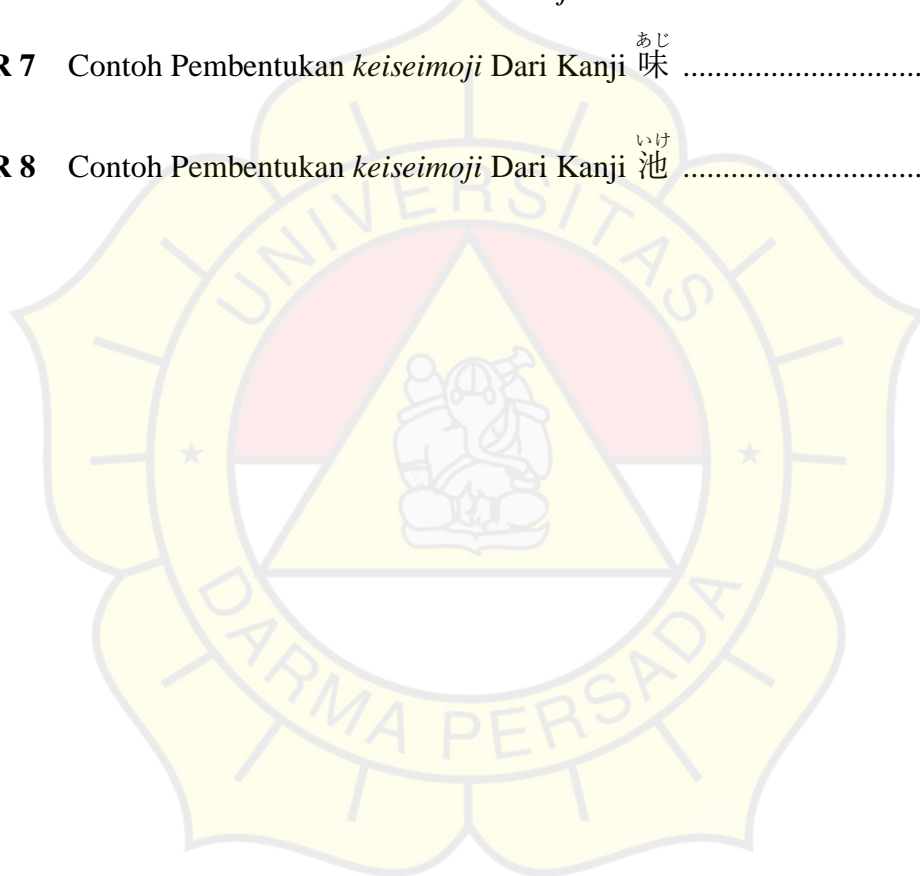 R 7 Contoh Pembentukan keiseimoji Dari Kanji 味(あじ) ................................
R 8 Contoh Pembentukan keiseimoji Dari Kanji 池(いけ) ................................
UNIVERSITAS
DARMA PERSADA